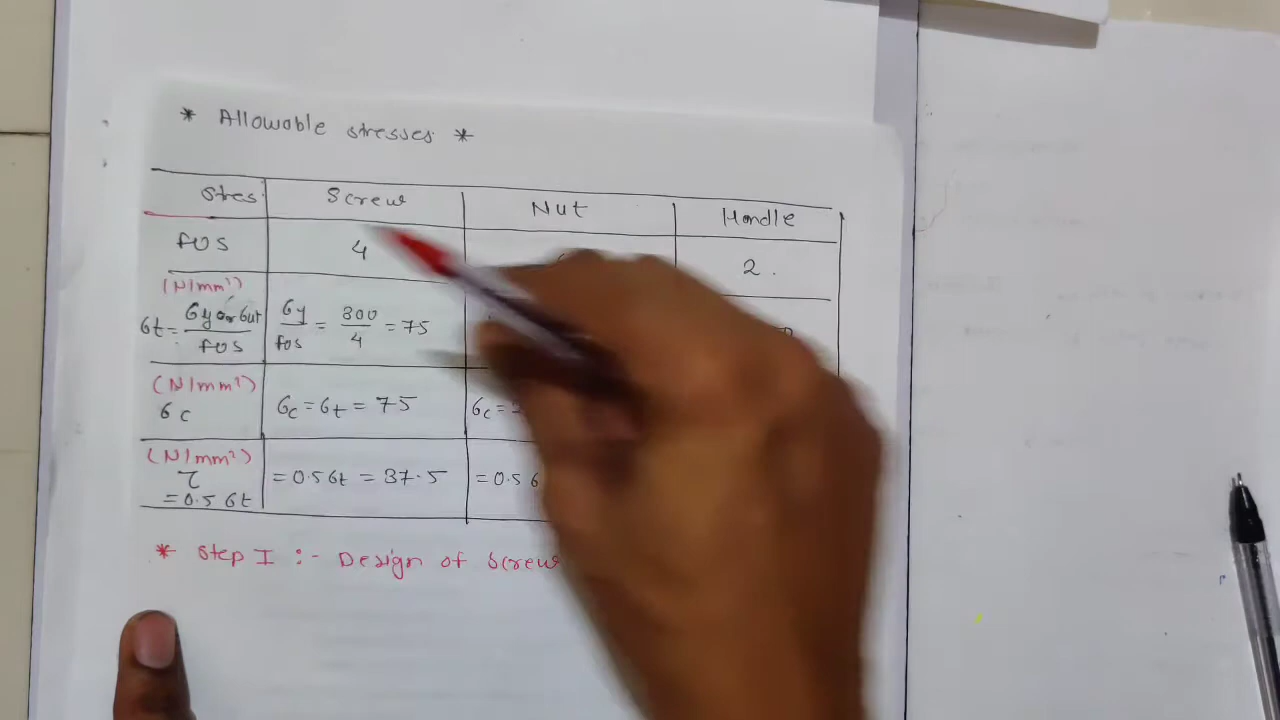 * Allowable stresses *
Stres Screw Nut Handle
fos 4 2.
(N/mm²)
σt = σy or σut / fos σy / fos = 300 / 4 = 75
(N/mm²)
σc σc = σt = 75 σc =
(N/mm²)
τ = 0.5 σt = 37.5 = 0.5 σ
= 0.5 σt
* Step I :- Design of screw